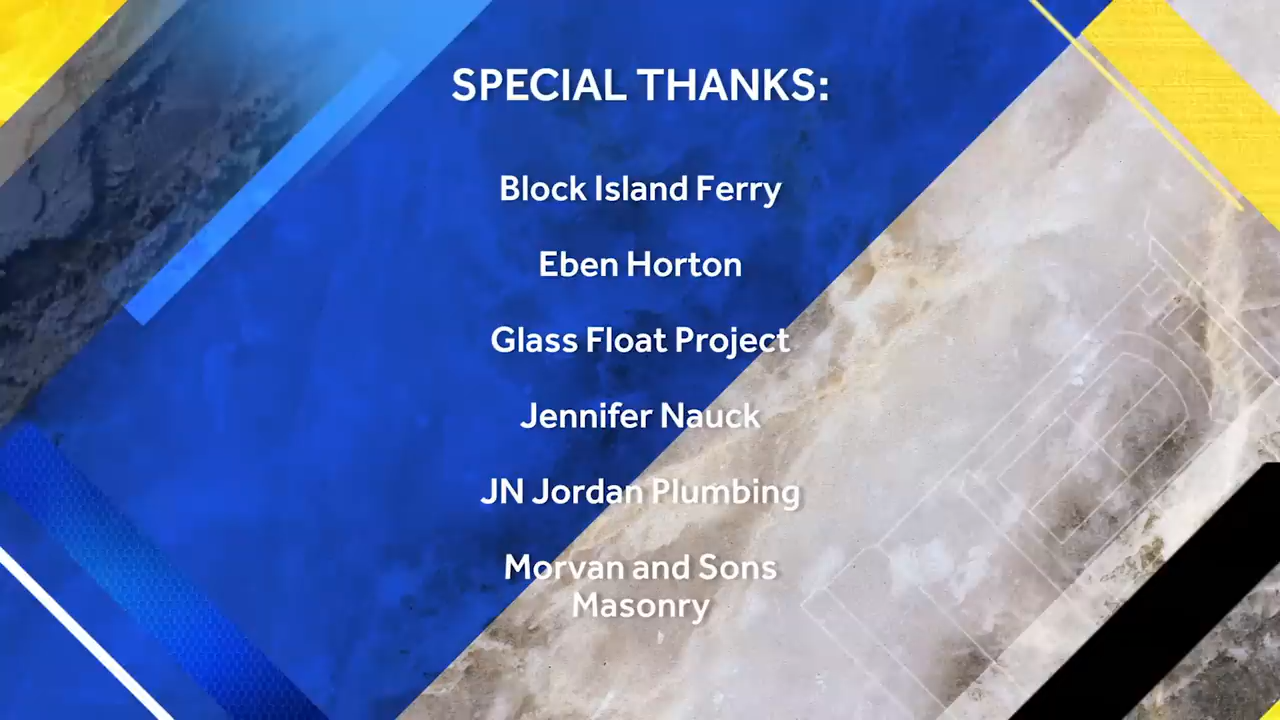 SPECIAL THANKS:
Block Island Ferry
Eben Horton
Glass Float Project
Jennifer Nauck
JN Jordan Plumbing
Morvan and Sons
Masonry